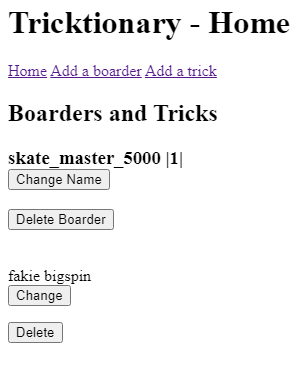 Tricktionary - Home
Home Add a boarder Add a trick
Boarders and Tricks
skate_master_5000 |1|
Change Name
Delete Boarder
fakie bigspin
Change
Delete